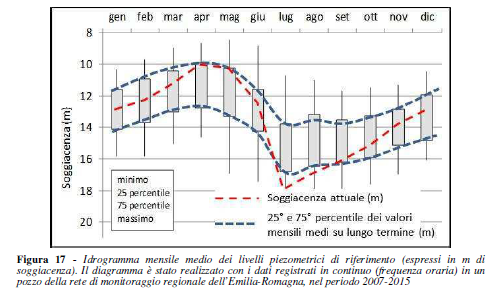 gen feb mar apr mag giu lug ago set ott nov dic
8
10
12
14
16
18
20
Soggiacenza (m)
minimo
25 percentile
75 percentile
massimo
Soggiacenza attuale (m)
25° e 75° percentile dei valori
mensili medi su lungo termine (m)
Figura 17 - Idrogramma mensile medio dei livelli piezometrici di riferimento (espressi in m di
soggiacenza). Il diagramma è stato realizzato con i dati registrati in continuo (frequenza oraria) in un
pozzo della rete di monitoraggio regionale dell'Emilia-Romagna, nel periodo 2007-2015